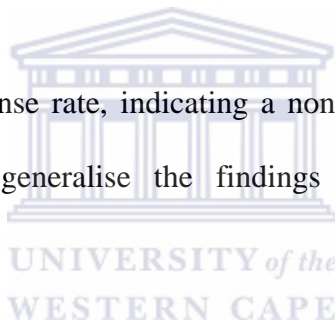 nse rate, indicating a non
generalise the findings
UNIVERSITY of the
WESTERN CAPE